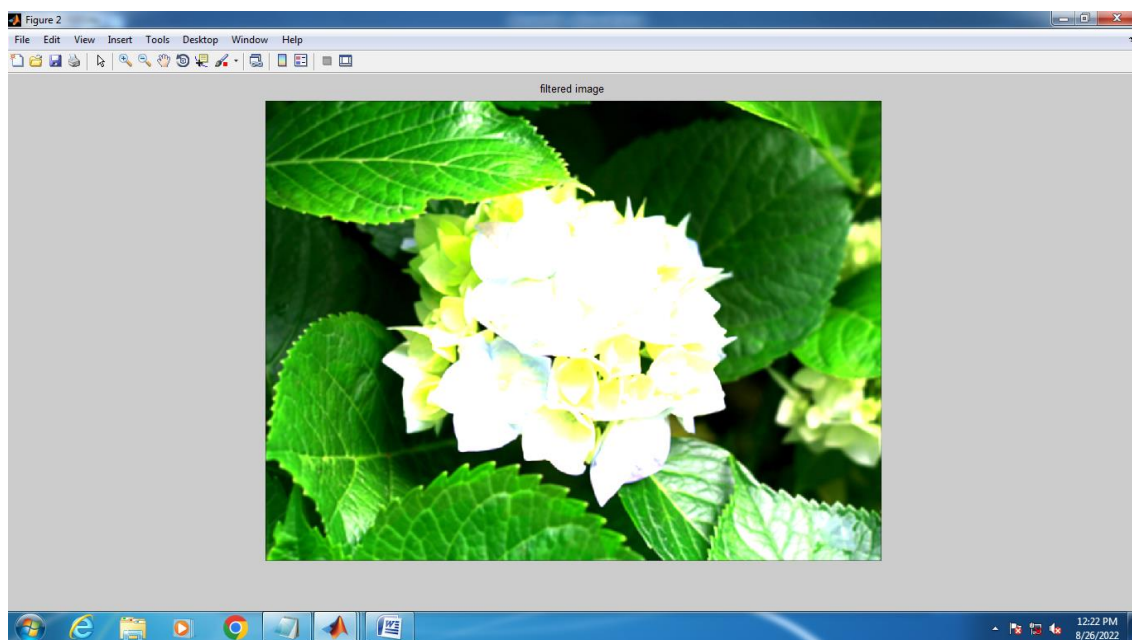 Figure 2
File Edit View Insert Tools Desktop Window Help
filtered image
12:22 PM
8/26/2022